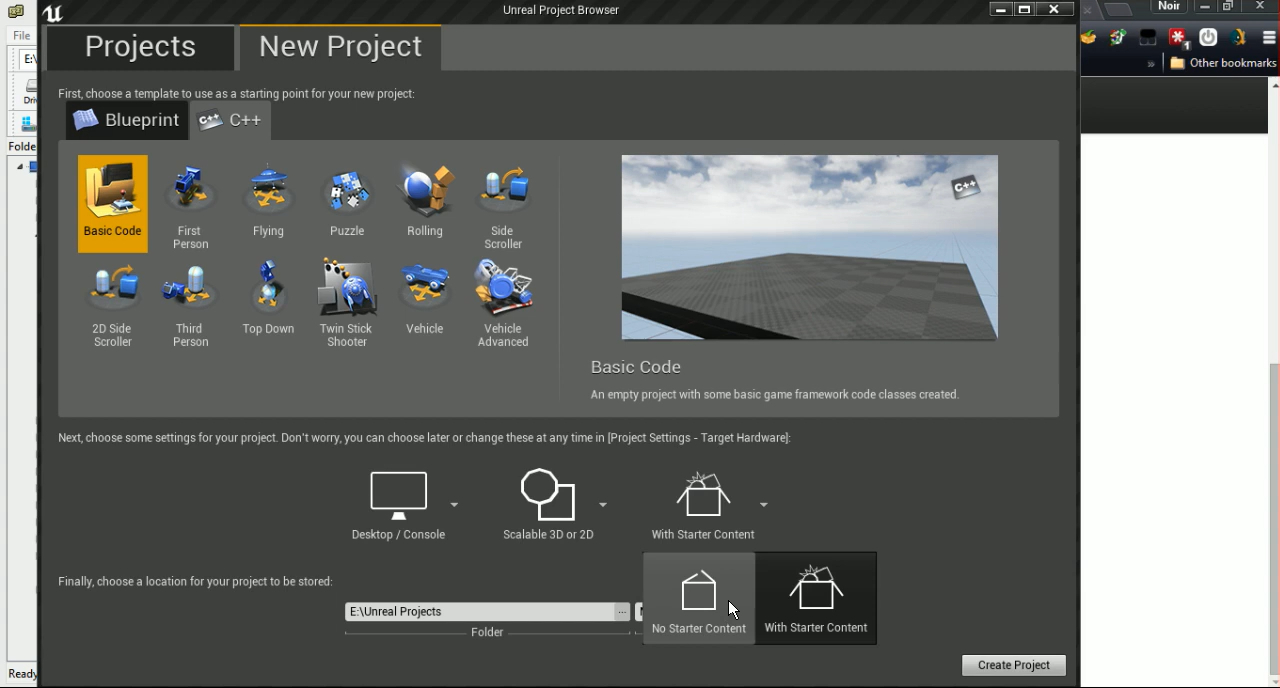 Unreal Project Browser
Noir
File
Projects
New Project
1
E:\
Other bookmarks
First, choose a template to use as a starting point for your new project:
Blueprint
C++
C++
C++
Folde
Basic Code
First
Person
Flying
Puzzle
Rolling
Side
Scroller
2D Side
Scroller
Third
Person
Top Down
Twin Stick
Shooter
Vehicle
Vehicle
Advanced
Basic Code
An empty project with some basic game framework code classes created.
Next, choose some settings for your project. Don't worry, you can choose later or change these at any time in [Project Settings - Target Hardware]:
Desktop / Console
Scalable 3D or 2D
With Starter Content
Finally, choose a location for your project to be stored:
E:\Unreal Projects
...
Folder
No Starter Content
With Starter Content
Create Project
Ready